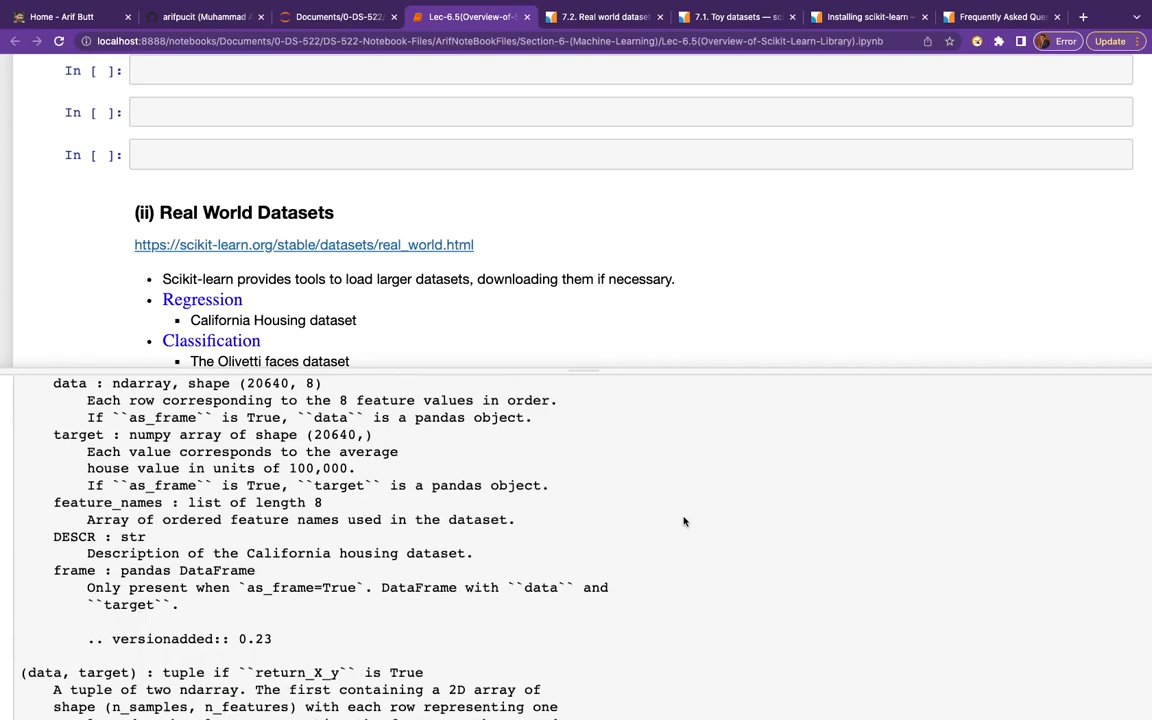 Home - Arif Butt
arifpucit (Muhammad A
Documents/0-DS-522/
Lec-6.5(Overview-of-S
7.2. Real world dataset
7.1. Toy datasets — sc
Installing scikit-learn —
Frequently Asked Ques
localhost:8888/notebooks/Documents/0-DS-522/DS-522-Notebook-Files/ArifNoteBookFiles/Section-6-(Machine-Learning)/Lec-6.5(Overview-of-Scikit-Learn-Library).ipynb
Error
Update
In [ ]:
In [ ]:
In [ ]:
(ii) Real World Datasets
https://scikit-learn.org/stable/datasets/real_world.html
• Scikit-learn provides tools to load larger datasets, downloading them if necessary.
• Regression
▪ California Housing dataset
• Classification
▪ The Olivetti faces dataset
data : ndarray, shape (20640, 8)
Each row corresponding to the 8 feature values in order.
If ``as_frame`` is True, ``data`` is a pandas object.
target : numpy array of shape (20640,)
Each value corresponds to the average
house value in units of 100,000.
If ``as_frame`` is True, ``target`` is a pandas object.
feature_names : list of length 8
Array of ordered feature names used in the dataset.
DESCR : str
Description of the California housing dataset.
frame : pandas DataFrame
Only present when `as_frame=True`. DataFrame with ``data`` and
``target``.
.. versionadded:: 0.23
(data, target) : tuple if ``return_X_y`` is True
A tuple of two ndarray. The first containing a 2D array of
shape (n_samples, n_features) with each row representing one